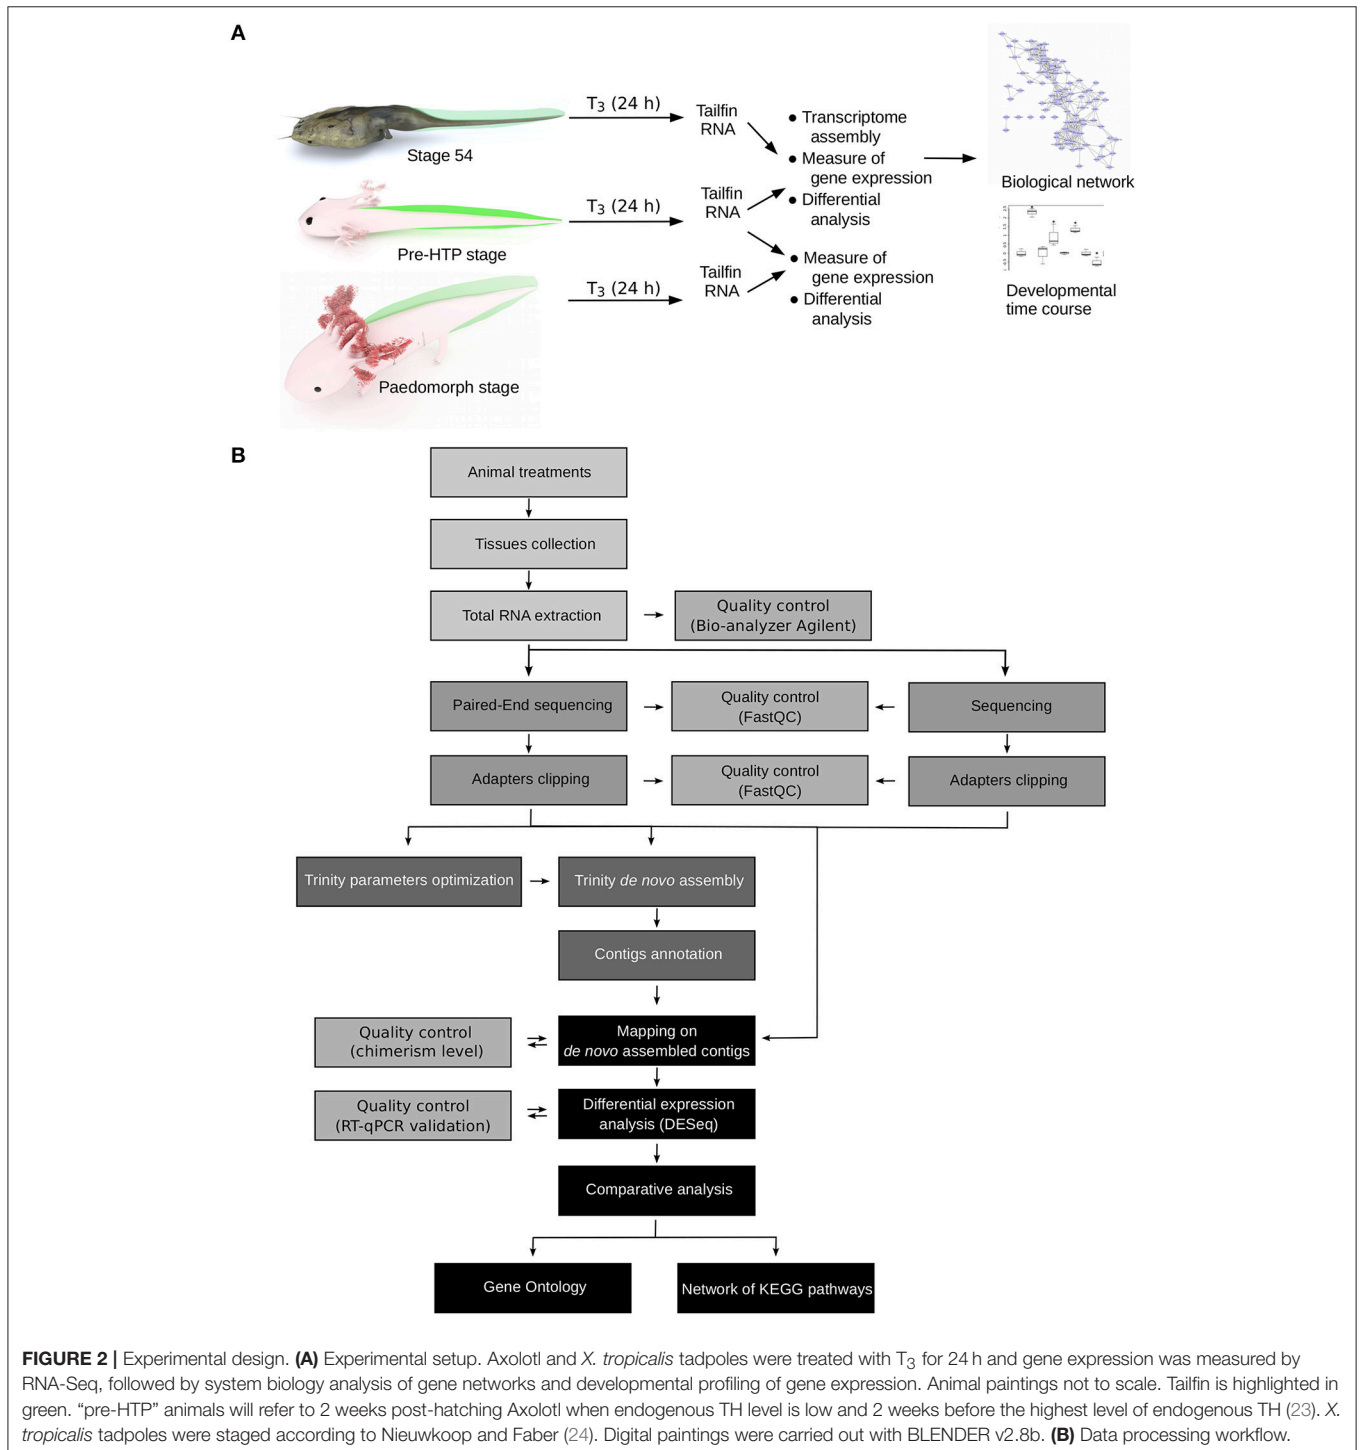 A
T3 (24 h)
Tailfin
RNA
Stage 54
● Transcriptome
assembly
● Measure of
gene expression
● Differential
analysis
Biological network
T3 (24 h)
Tailfin
RNA
Pre-HTP stage
● Measure of
gene expression
● Differential
analysis
T3 (24 h)
Tailfin
RNA
Developmental
time course
Paedomorph stage
B
Animal treatments
Tissues collection
Total RNA extraction
Quality control
(Bio-analyzer Agilent)
Paired-End sequencing
Quality control
(FastQC)
Sequencing
Adapters clipping
Quality control
(FastQC)
Adapters clipping
Trinity parameters optimization
Trinity de novo assembly
Contigs annotation
Quality control
(chimerism level)
Mapping on
de novo assembled contigs
Quality control
(RT-qPCR validation)
Differential expression
analysis (DESeq)
Comparative analysis
Gene Ontology
Network of KEGG pathways
FIGURE 2 | Experimental design. (A) Experimental setup. Axolotl and X. tropicalis tadpoles were treated with T3 for 24 h and gene expression was measured by
RNA-Seq, followed by system biology analysis of gene networks and developmental profiling of gene expression. Animal paintings not to scale. Tailfin is highlighted in
green. “pre-HTP” animals will refer to 2 weeks post-hatching Axolotl when endogenous TH level is low and 2 weeks before the highest level of endogenous TH (23). X.
tropicalis tadpoles were staged according to Nieuwkoop and Faber (24). Digital paintings were carried out with BLENDER v2.8b. (B) Data processing workflow.